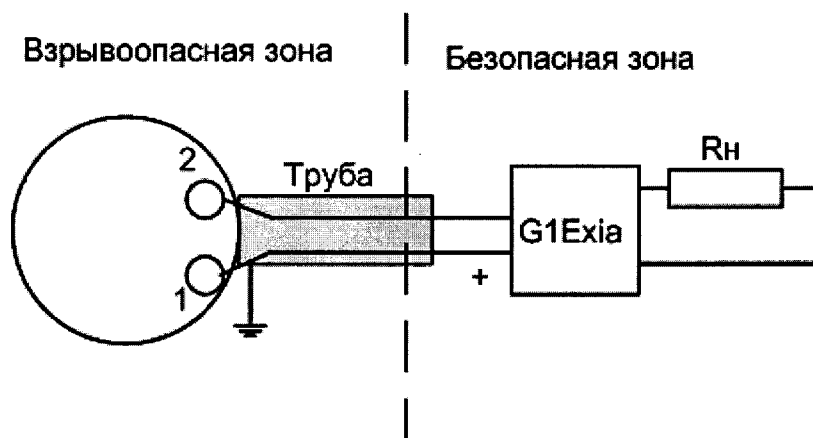 Взрывоопасная зона
Безопасная зона
2
Труба
Rн
G1Exia
1
+